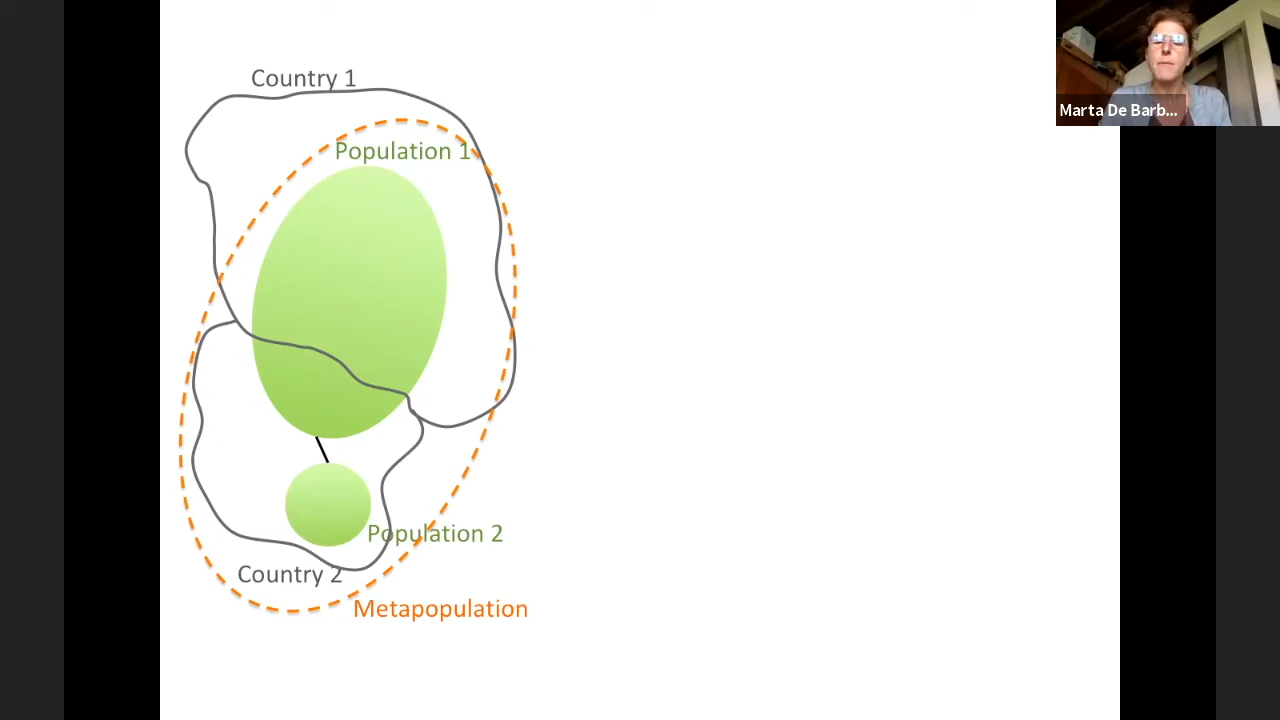 Country 1
Population 1
Population 2
Country 2
Metapopulation
Marta De Barb...